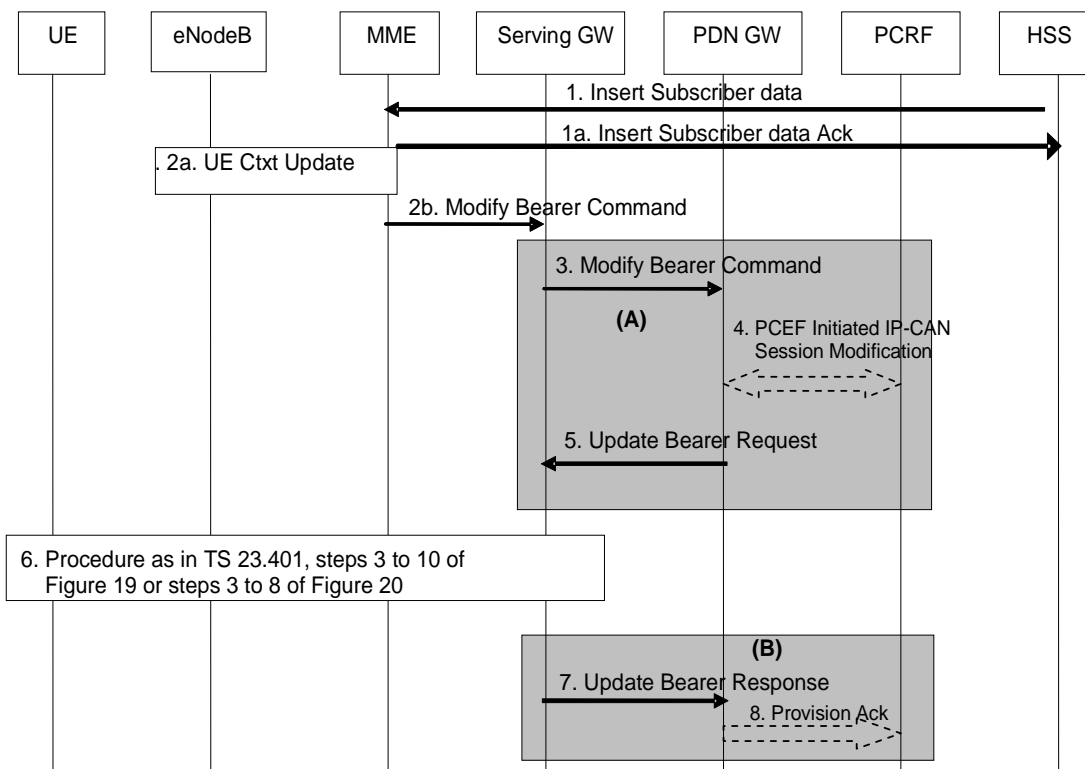 UE
eNodeB
MME
Serving GW
PDN GW
PCRF
HSS
1. Insert Subscriber data
1a. Insert Subscriber data Ack
. 2a. UE Ctxt Update
2b. Modify Bearer Command
3. Modify Bearer Command
(A)
4. PCEF Initiated IP-CAN
Session Modification
5. Update Bearer Request
6. Procedure as in TS 23.401, steps 3 to 10 of
Figure 19 or steps 3 to 8 of Figure 20
(B)
7. Update Bearer Response
8. Provision Ack